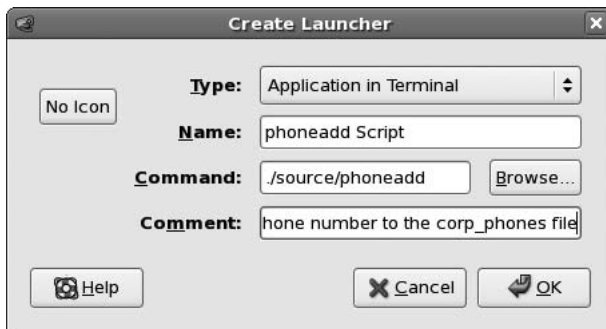 Create Launcher
No Icon
Type: Application in Terminal
Name: phoneadd Script
Command: ./source/phoneadd Browse...
Comment: hone number to the corp_phones file
Help Cancel OK